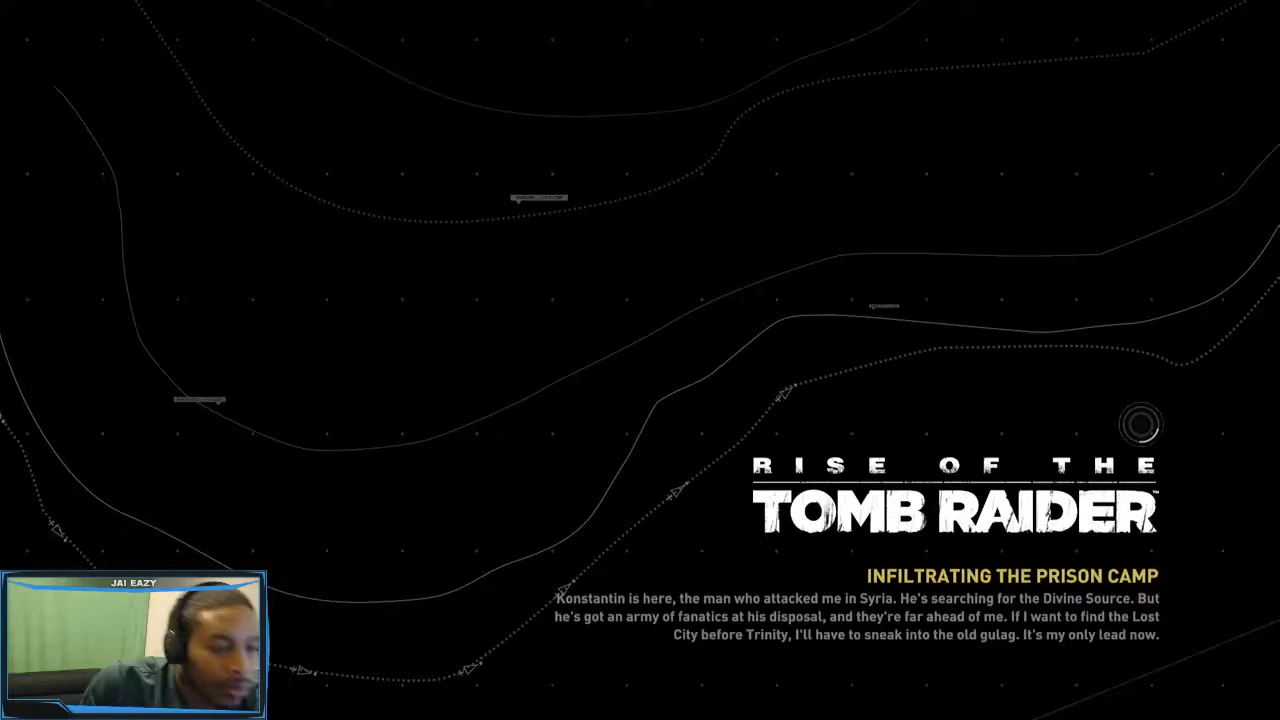 RISE OF THE
TOMB RAIDER
INFILTRATING THE PRISON CAMP
Konstantin is here, the man who attacked me in Syria. He's searching for the Divine Source. But
he's got an army of fanatics at his disposal, and they're far ahead of me. If I want to find the Lost
City before Trinity, I'll have to sneak into the old gulag. It's my only lead now.
JAI EAZY